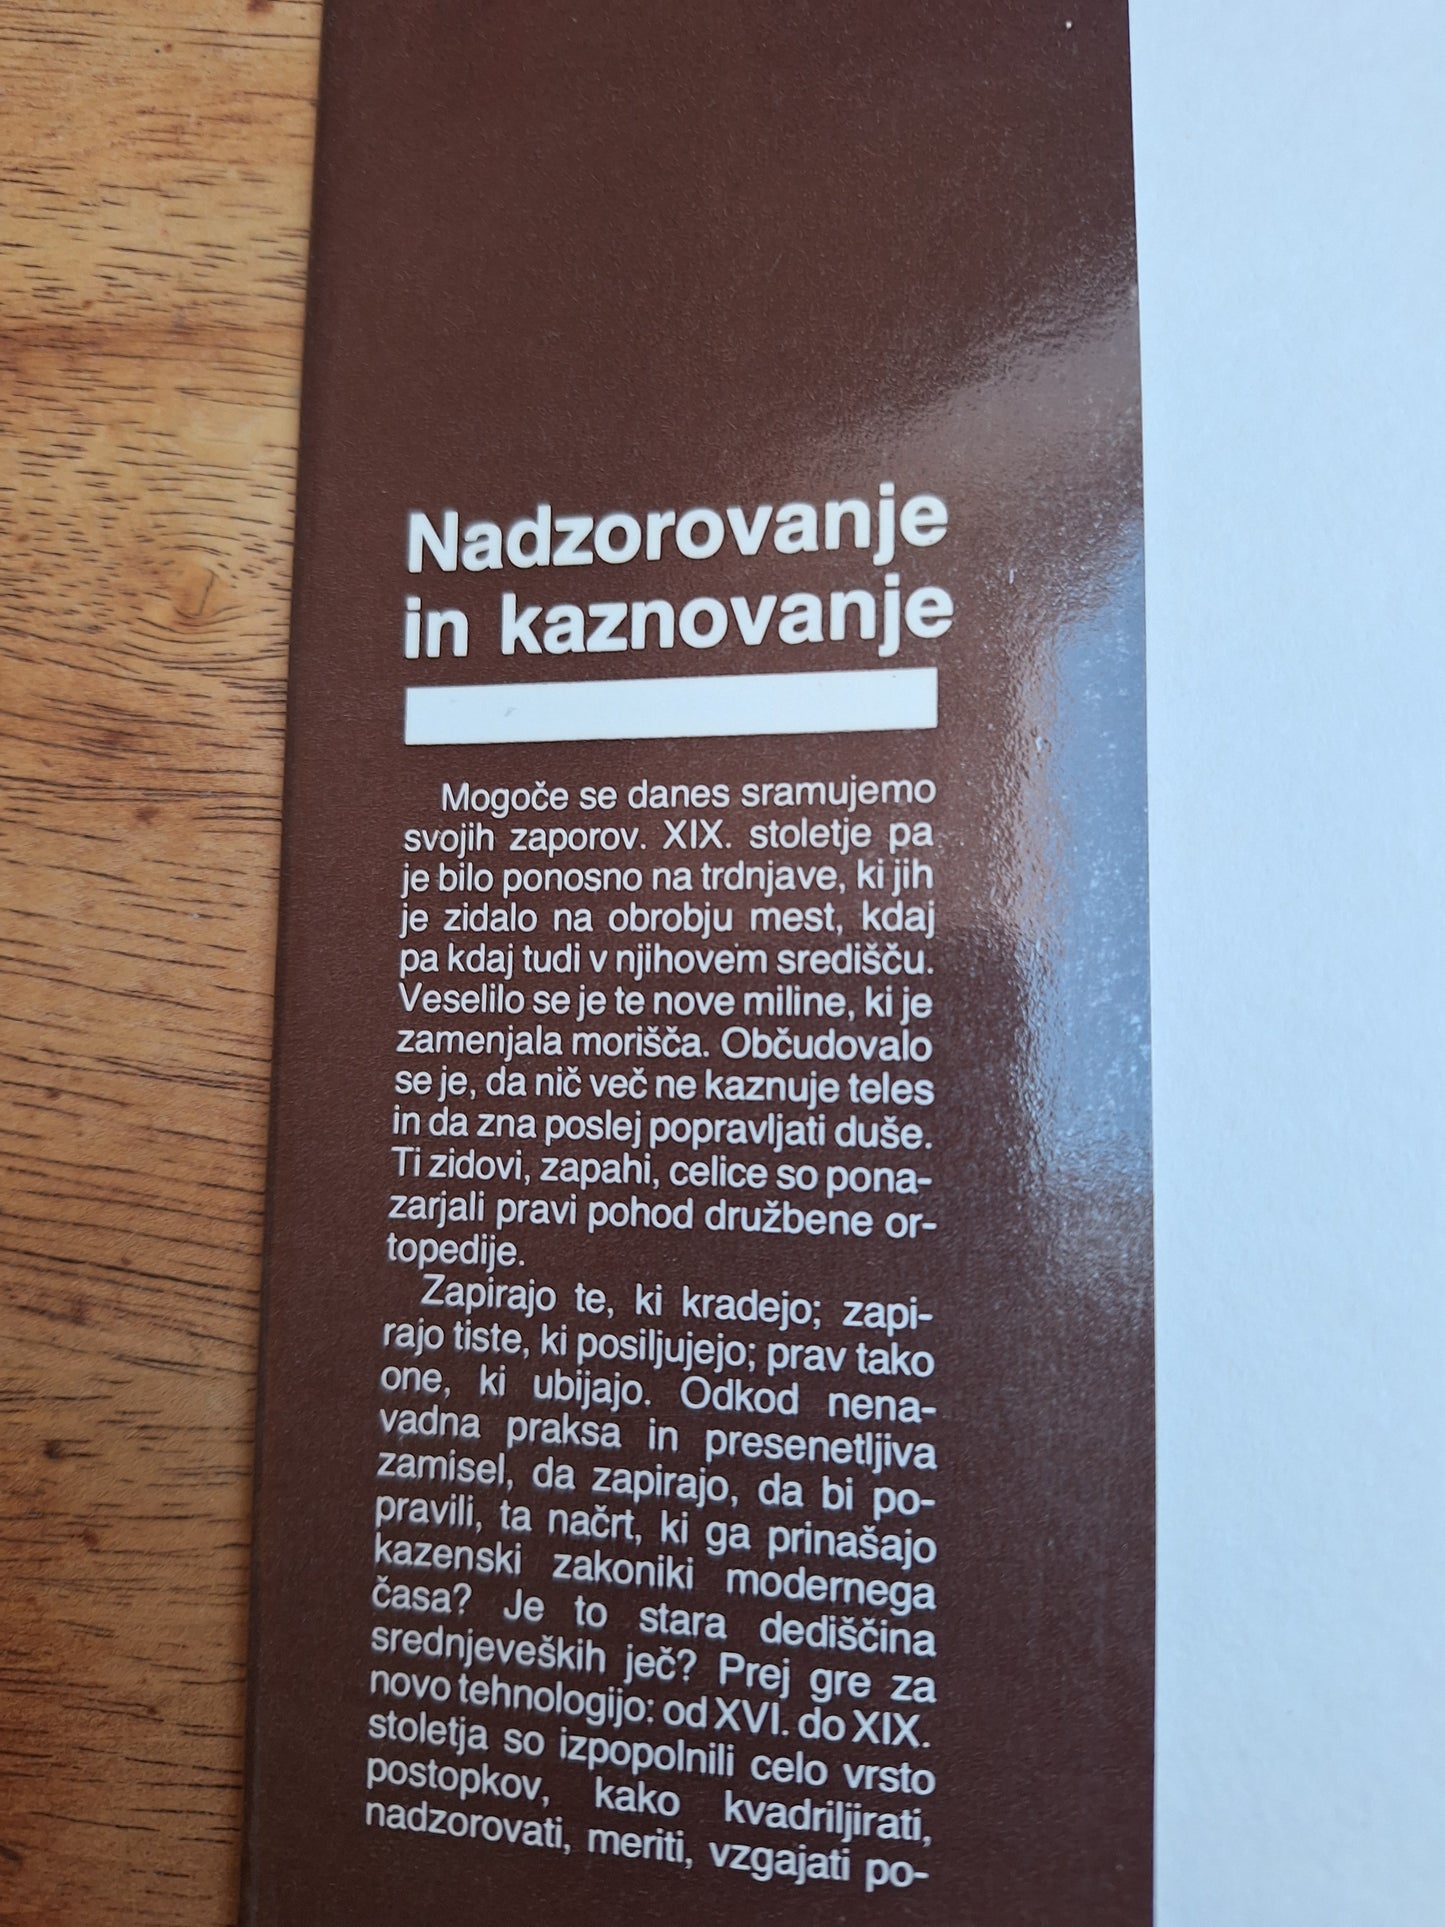 Nadzorovanje
in kaznovanje
Mogoče se danes sramujemo
svojih zaporov. XIX. stoletje pa
je bilo ponosno na trdnjave, ki jih
je zidalo na obrobju mest, kdaj
pa kdaj tudi v njihovem središču.
Veselilo se je te nove miline, ki je
zamenjala morišča. Občudovalo
se je, da nič več ne kaznuje teles
in da zna poslej popravljati duše.
Ti zidovi, zapahi, celice so pona-
zarjali pravi pohod družbene or-
topedije.
Zapirajo te, ki kradejo; zapi-
rajo tiste, ki posiljujejo; prav tako
one, ki ubijajo. Odkod nena-
vadna praksa in presenetljiva
zamisel, da zapirajo, da bi po-
pravili, ta načrt, ki ga prinašajo
kazenski zakoniki modernega
časa? Je to stara dediščina
srednjeveških ječ? Prej gre za
novo tehnologijo: od XVI. do XIX.
stoletja so izpopolnili celo vrsto
postopkov, kako kvadriljirati,
nadzorovati, meriti, vzgajati po-